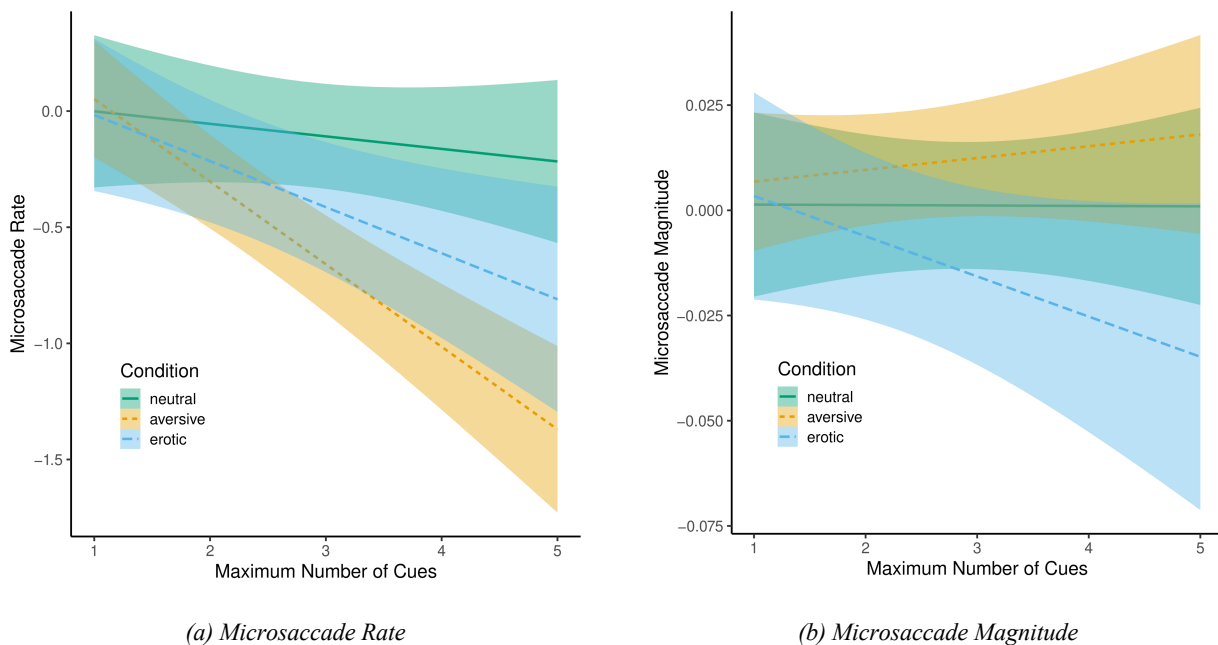 Microsaccade Rate
0.0
−0.5
−1.0
−1.5
Condition
neutral
aversive
erotic
1 2 3 4 5
Maximum Number of Cues
(a) Microsaccade Rate
Microsaccade Magnitude
0.025
0.000
−0.025
−0.050
−0.075
Condition
neutral
aversive
erotic
1 2 3 4 5
Maximum Number of Cues
(b) Microsaccade Magnitude